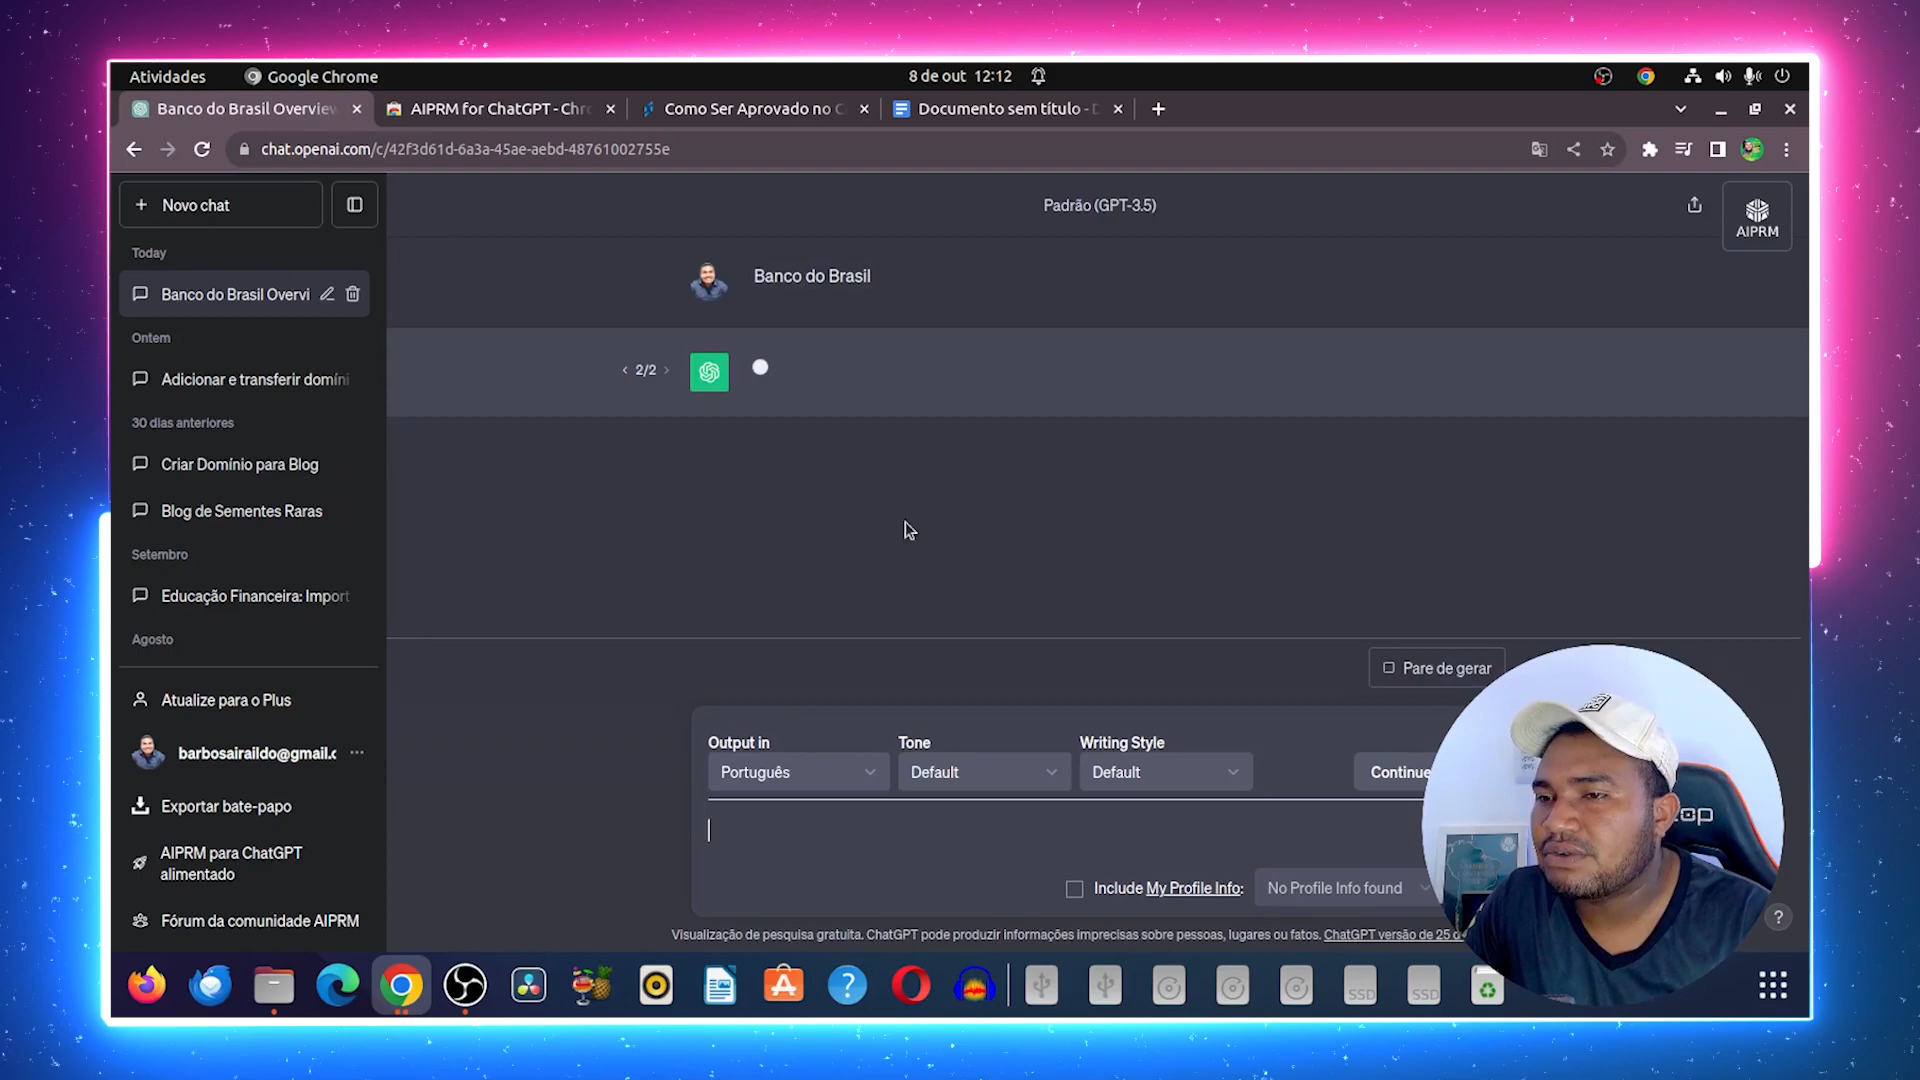 Atividades
Google Chrome
8 de out 12:12
Banco do Brasil Overview
AIPRM for ChatGPT - Chr
Como Ser Aprovado no
Documento sem título -
chat.openai.com/c/42f3d61d-6a3a-45ae-aebd-48761002755e
+ Novo chat
Padrão (GPT-3.5)
AIPRM
Today
Banco do Brasil
Banco do Brasil Overvi
Ontem
< 2/2 >
Adicionar e transferir domíni
30 dias anteriores
Criar Domínio para Blog
Blog de Sementes Raras
Setembro
Educação Financeira: Import
Agosto
Pare de gerar
Atualize para o Plus
barbosairaildo@gmail.c ...
Exportar bate-papo
AIPRM para ChatGPT
alimentado
Fórum da comunidade AIPRM
Output in
Tone
Writing Style
Português
Default
Default
Continue
Include My Profile Info:
No Profile Info found
?
Visualização de pesquisa gratuita. ChatGPT pode produzir informações imprecisas sobre pessoas, lugares ou fatos. ChatGPT versão de 25 d
?
SSD
SSD